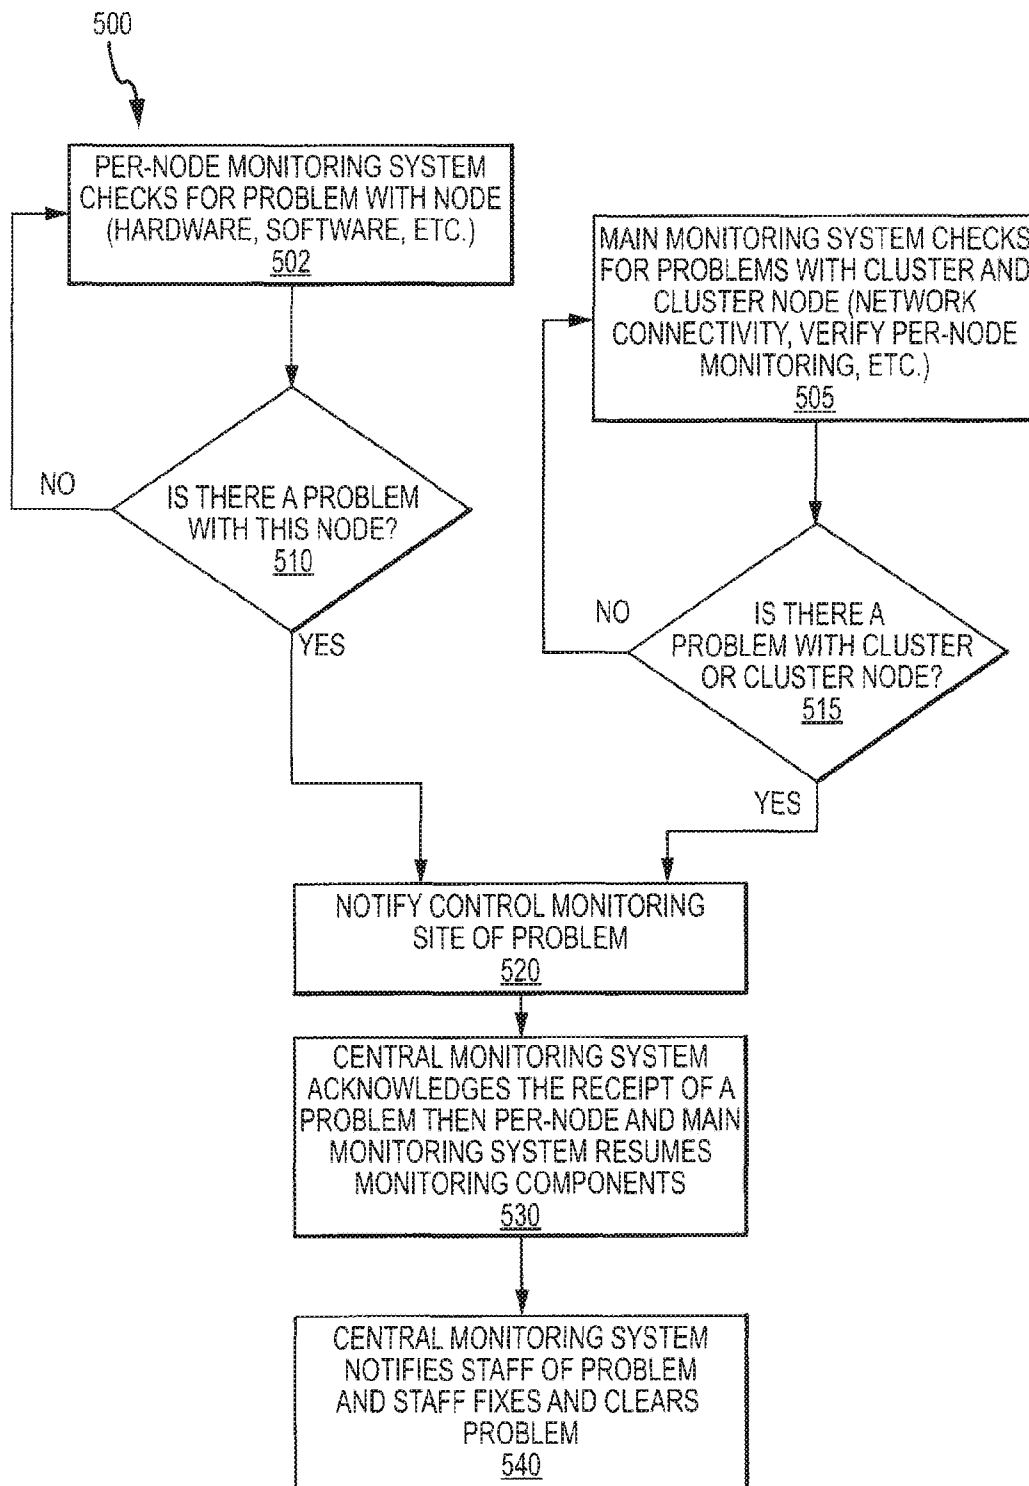 500
PER-NODE MONITORING SYSTEM
CHECKS FOR PROBLEM WITH NODE
(HARDWARE, SOFTWARE, ETC.)
502
MAIN MONITORING SYSTEM CHECKS
FOR PROBLEMS WITH CLUSTER AND
CLUSTER NODE (NETWORK
CONNECTIVITY, VERIFY PER-NODE
MONITORING, ETC.)
505
NO
IS THERE A PROBLEM
WITH THIS NODE?
510
YES
NO
IS THERE A
PROBLEM WITH CLUSTER
OR CLUSTER NODE?
515
YES
NOTIFY CONTROL MONITORING
SITE OF PROBLEM
520
CENTRAL MONITORING SYSTEM
ACKNOWLEDGES THE RECEIPT OF A
PROBLEM THEN PER-NODE AND MAIN
MONITORING SYSTEM RESUMES
MONITORING COMPONENTS
530
CENTRAL MONITORING SYSTEM
NOTIFIES STAFF OF PROBLEM
AND STAFF FIXES AND CLEARS
PROBLEM
540